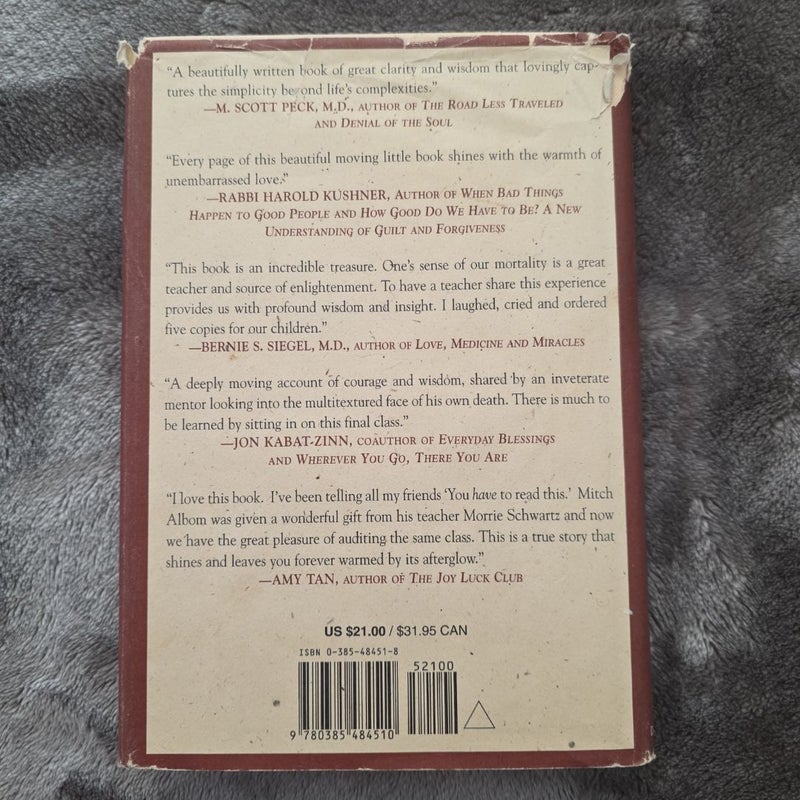 “A beautifully written book of great clarity and wisdom that lovingly cap-
tures the simplicity beyond life’s complexities.”
—M. SCOTT PECK, M.D., AUTHOR OF THE ROAD LESS TRAVELED
AND DENIAL OF THE SOUL
“Every page of this beautiful moving little book shines with the warmth of
unembarrassed love.”
—RABBI HAROLD KUSHNER, AUTHOR OF WHEN BAD THINGS
HAPPEN TO GOOD PEOPLE AND HOW GOOD DO WE HAVE TO BE? A NEW
UNDERSTANDING OF GUILT AND FORGIVENESS
“This book is an incredible treasure. One’s sense of our mortality is a great
teacher and source of enlightenment. To have a teacher share this experience
provides us with profound wisdom and insight. I laughed, cried and ordered
five copies for our children.”
—BERNIE S. SIEGEL, M.D., AUTHOR OF LOVE, MEDICINE AND MIRACLES
“A deeply moving account of courage and wisdom, shared by an inveterate
mentor looking into the multitextured face of his own death. There is much to
be learned by sitting in on this final class.”
—JON KABAT-ZINN, COAUTHOR OF EVERYDAY BLESSINGS
AND WHEREVER YOU GO, THERE YOU ARE
“I love this book. I’ve been telling all my friends ‘You have to read this.’ Mitch
Albom was given a wonderful gift from his teacher Morrie Schwartz and now
we have the great pleasure of auditing the same class. This is a true story that
shines and leaves you forever warmed by its afterglow.”
—AMY TAN, AUTHOR OF THE JOY LUCK CLUB
US $21.00 / $31.95 CAN
ISBN 0-385-48451-8
52100
9 780385 484510